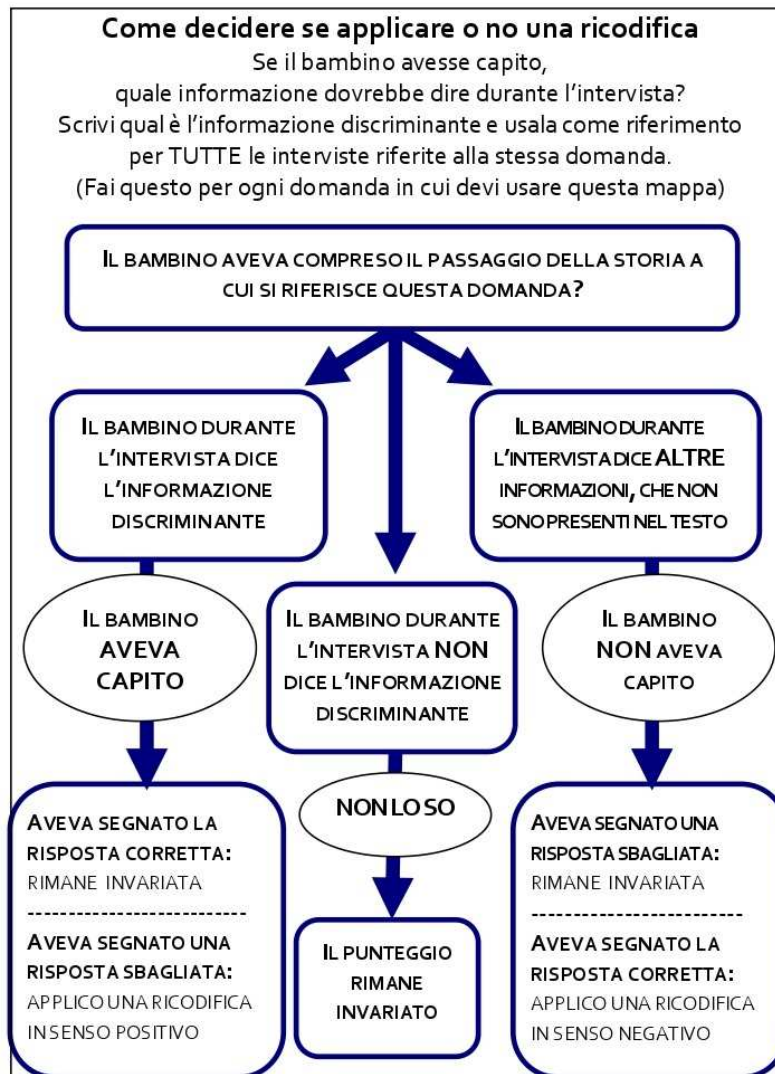 Come decidere se applicare o no una ricodifica
Se il bambino avesse capito,
quale informazione dovrebbe dire durante l'intervista?
Scrivi qual è l'informazione discriminante e usala come riferimento
per TUTTE le interviste riferite alla stessa domanda.
(Fai questo per ogni domanda in cui devi usare questa mappa)
IL BAMBINO AVEVA COMPRESO IL PASSAGGIO DELLA STORIA A
CUI SI RIFERISCE QUESTA DOMANDA?
IL BAMBINO DURANTE
L'INTERVISTA DICE
L'INFORMAZIONE
DISCRIMINANTE
IL BAMBINO
AVEVA
CAPITO
AVEVA SEGNATO LA
RISPOSTA CORRETTA:
RIMANE INVARIATA
---------------------------
AVEVA SEGNATO UNA
RISPOSTA SBAGLIATA:
APPLICO UNA RICODIFICA
IN SENSO POSITIVO
IL BAMBINO DURANTE
L'INTERVISTA NON
DICE L'INFORMAZIONE
DISCRIMINANTE
NON LO SO
IL PUNTEGGIO
RIMANE
INVARIATO
IL BAMBINO DURANTE
L'INTERVISTA DICE ALTRE
INFORMAZIONI, CHE NON
SONO PRESENTI NEL TESTO
IL BAMBINO
NON AVEVA
CAPITO
AVEVA SEGNATO UNA
RISPOSTA SBAGLIATA:
RIMANE INVARIATA
--------------------------
AVEVA SEGNATO LA
RISPOSTA CORRETTA:
APPLICO UNA RICODIFICA
IN SENSO NEGATIVO